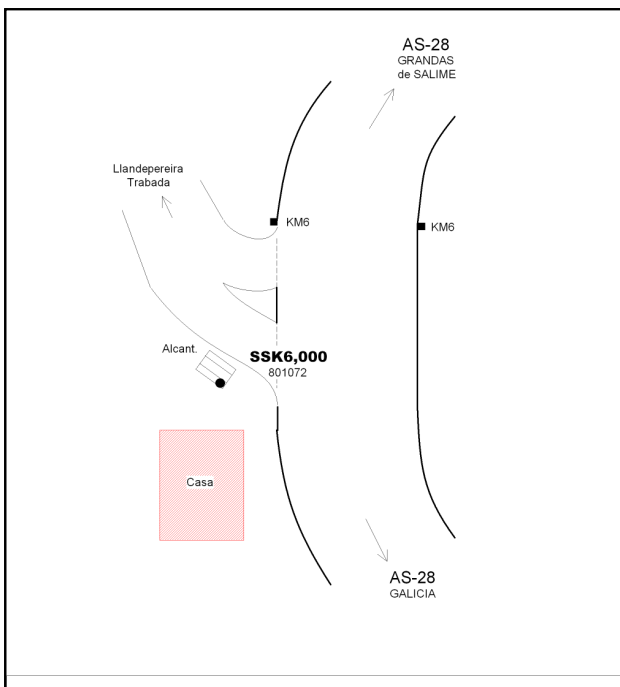 AS-28
GRANDAS
de SALIME
Llandepereira
Trabada
KM6
KM6
Alcant.
SSK6,000
801072
Casa
AS-28
GALICIA